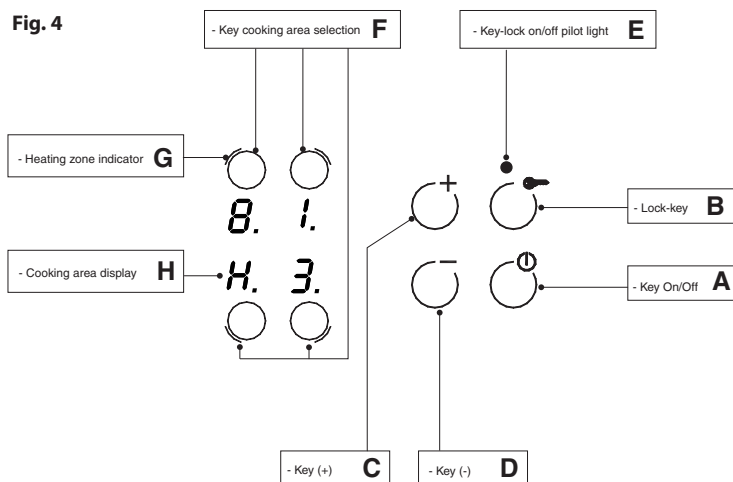 Fig. 4
- Key cooking area selection F
- Key-lock on/off pilot light E
- Heating zone indicator G
+
8. 1.
- Lock-key B
- Cooking area display H
H. 3.
-
- Key On/Off A
- Key (+) C
- Key (-) D